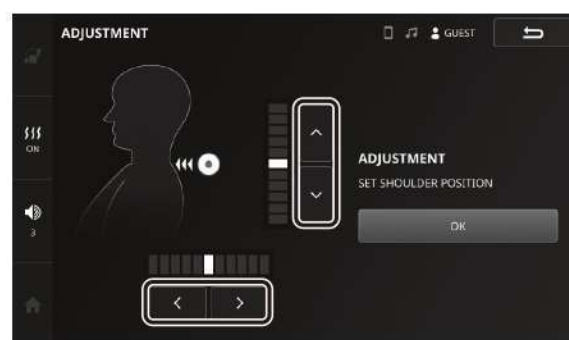 ADJUSTMENT
GUEST
ON
ADJUSTMENT
SET SHOULDER POSITION
3
OK